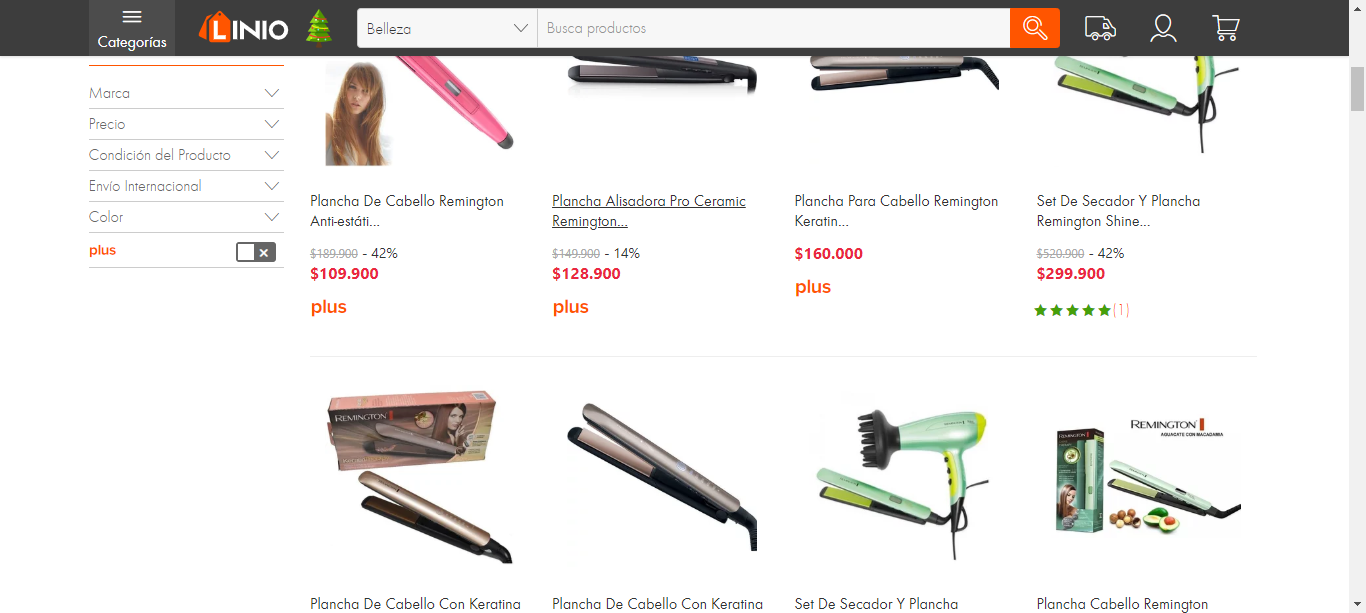 Categorías
LINIO
Belleza
Busca productos
Marca
Precio
Condición del Producto
Envío Internacional
Color
plus
Plancha De Cabello Remington
Anti-estáti...
$189.900 - 42%
$109.900
plus
Plancha Alisadora Pro Ceramic
Remington...
$149.900 - 14%
$128.900
plus
Plancha Para Cabello Remington
Keratin...
$160.000
plus
Set De Secador Y Plancha
Remington Shine...
$520.900 - 42%
$299.900
(1)
REMINGTON
REMINGTON
AGUACATE CON MACADAMIA
REMINGTON
Plancha De Cabello Con Keratina
Plancha De Cabello Con Keratina
Set De Secador Y Plancha
Plancha Cabello Remington